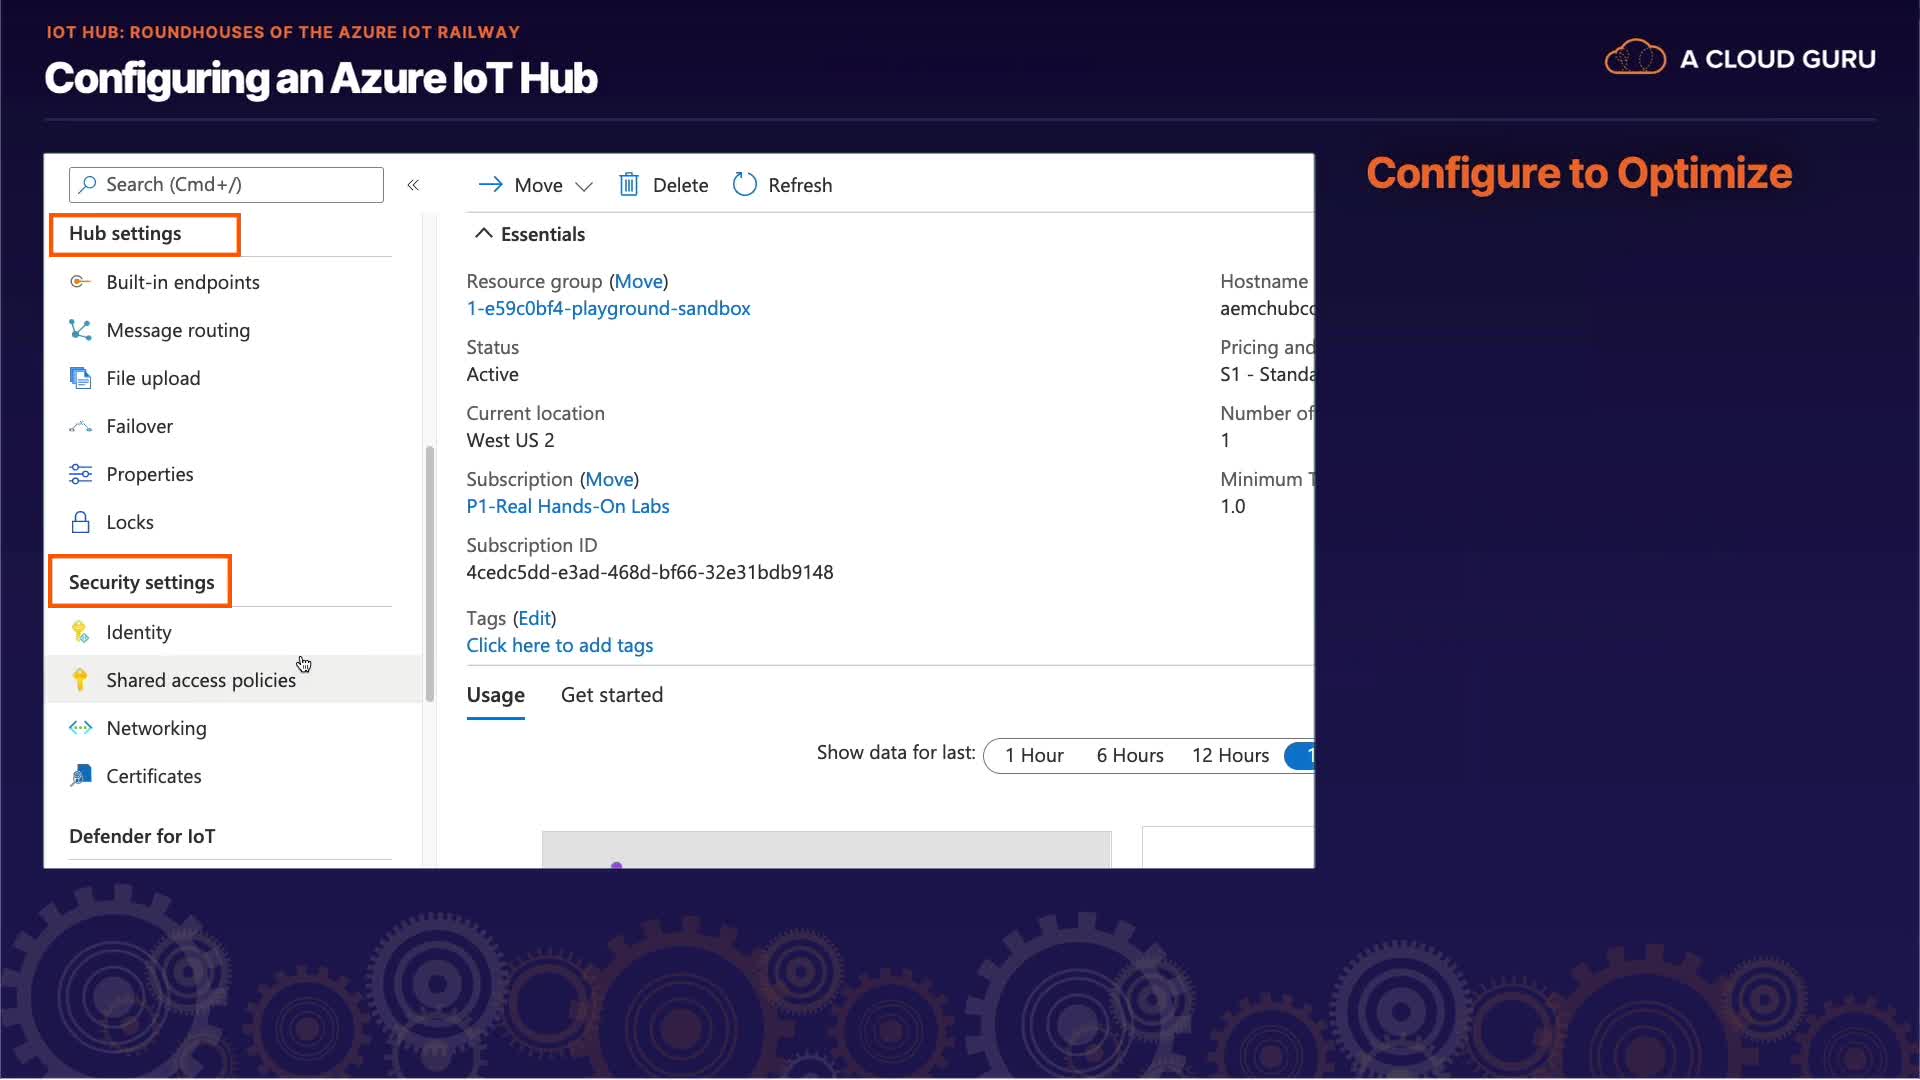 IOT HUB: ROUNDHOUSES OF THE AZURE IOT RAILWAY
Configuring an Azure IoT Hub
A CLOUD GURU
Configure to Optimize
Search (Cmd+/)
«
Hub settings
Built-in endpoints
Message routing
File upload
Failover
Properties
Locks
Security settings
Identity
Shared access policies
Networking
Certificates
Defender for IoT
Move Delete Refresh
Essentials
Resource group (Move)
1-e59c0bf4-playground-sandbox
Status
Active
Current location
West US 2
Subscription (Move)
P1-Real Hands-On Labs
Subscription ID
4cedc5dd-e3ad-468d-bf66-32e31bdb9148
Tags (Edit)
Click here to add tags
Hostname
aemchubco
Pricing and
S1 - Standa
Number of
1
Minimum T
1.0
Usage Get started
Show data for last: 1 Hour 6 Hours 12 Hours 1